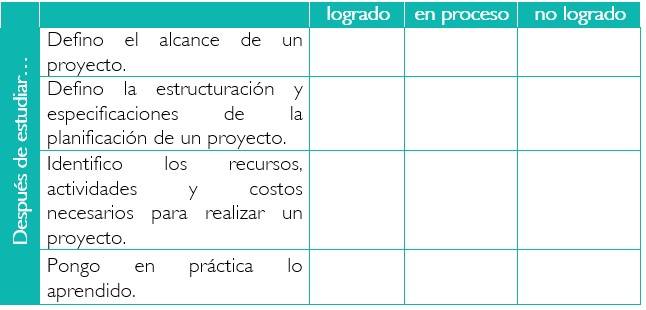 logrado en proceso no logrado
Después de estudiar...
Defino el alcance de un
proyecto.
Defino la estructuración y
especificaciones de la
planificación de un proyecto.
Identifico los recursos,
actividades y costos
necesarios para realizar un
proyecto.
Pongo en práctica lo
aprendido.